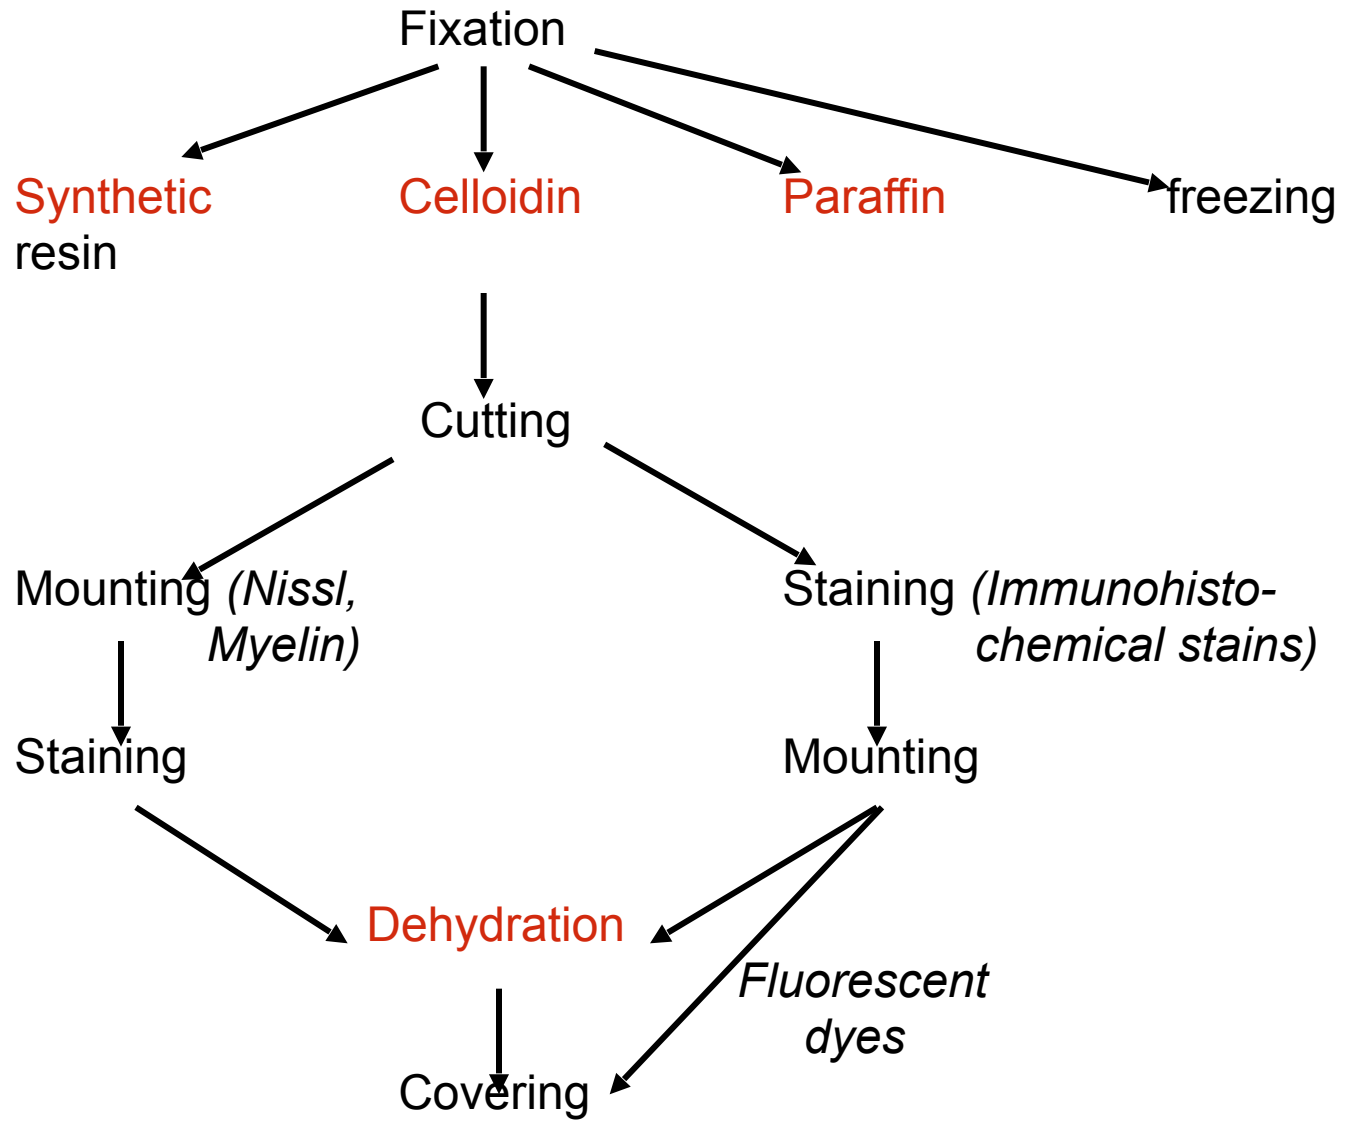 Fixation
Synthetic resin
Celloidin
Paraffin
freezing
Cutting
Mounting (Nissl,
Myelin)
Staining (Immunohisto-
chemical stains)
Staining
Mounting
Dehydration
Fluorescent
dyes
Covering